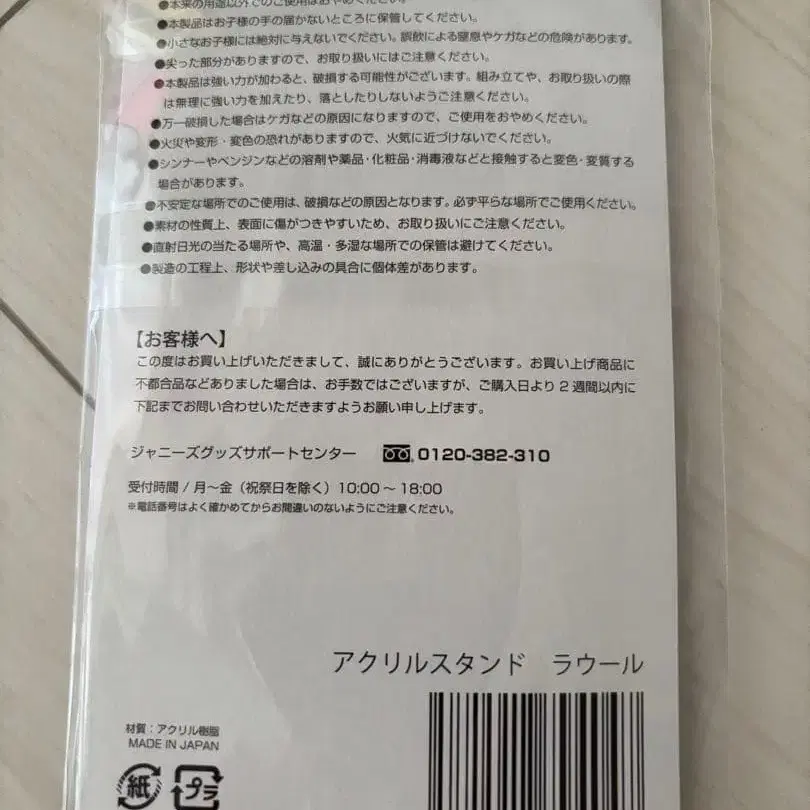 ●本来の用途以外でのご使用はおやめください。
●本製品はお子様の手の届かないところに保管してください。
●小さなお子様には絶対に与えないでください。誤飲による窒息やケガなどの危険があります。
●尖った部分がありますので、お取り扱いにはご注意ください。
●本製品は強い力が加わると、破損する可能性がございます。組み立てや、お取り扱いの際
は無理に強い力を加えたり、落としたりしないようご注意ください。
●万一破損した場合はケガなどの原因になりますので、ご使用をおやめください。
●火災や変形・変色の恐れがありますので、火気に近づけないでください。
●シンナーやベンジンなどの溶剤や薬品・化粧品・消毒液などと接触すると変色・変質する
場合があります。
●不安定な場所でのご使用は、破損などの原因となります。必ず平らな場所でご使用ください。
●素材の性質上、表面に傷がつきやすいため、お取り扱いにご注意ください。
●直射日光の当たる場所や、高温・多湿な場所での保管は避けてください。
●製造の工程上、形状や差し込みの具合に個体差があります。
【お客様へ】
この度はお買い上げいただきまして、誠にありがとうございます。お買い上げ商品に
不都合品などありました場合は、お手数ではございますが、ご購入日より2週間以内に
下記までお問い合わせいただきますようお願い申し上げます。
ジャニーズグッズサポートセンター 0120-382-310
受付時間 / 月〜金（祝祭日を除く）10:00 〜 18:00
※電話番号はよく確かめてからお間違いのないようにご注意ください。
アクリルスタンド ラウール
材質：アクリル樹脂
MADE IN JAPAN
紙 プラ